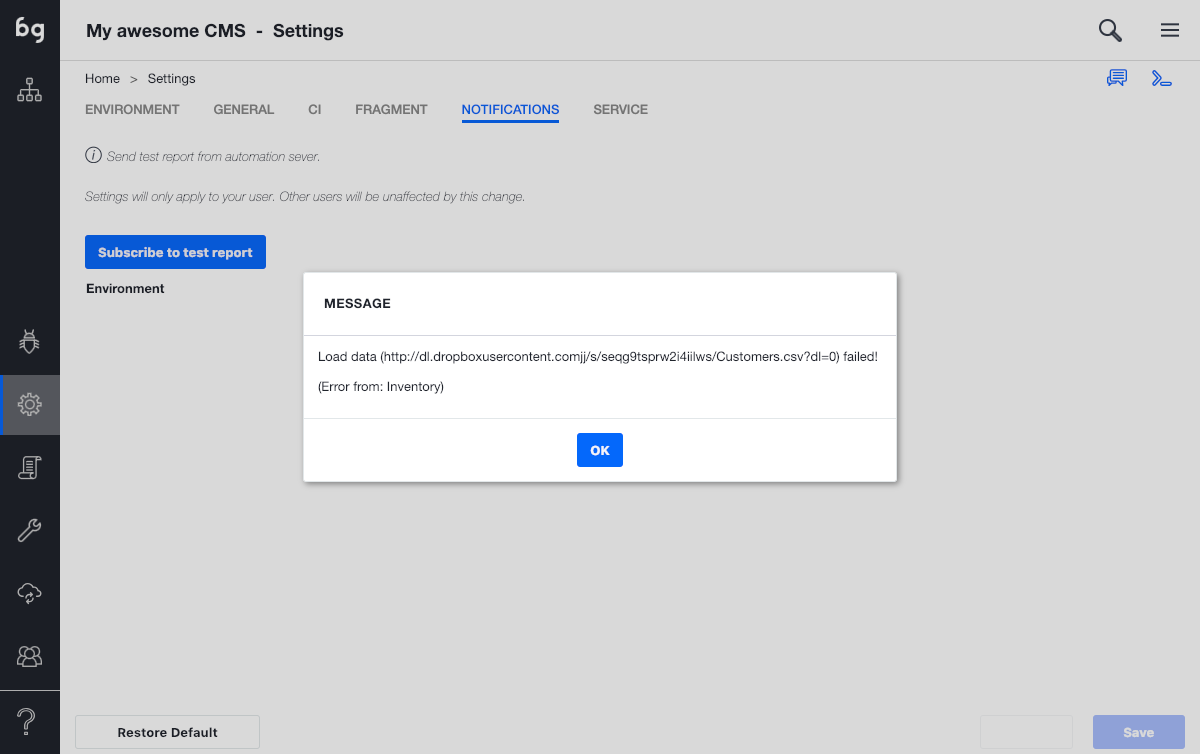 bg
My awesome CMS - Settings
Home > Settings
ENVIRONMENT GENERAL CI FRAGMENT NOTIFICATIONS SERVICE
Send test report from automation sever.
Settings will only apply to your user. Other users will be unaffected by this change.
Subscribe to test report
Environment
MESSAGE
Load data (http://dl.dropboxusercontent.comjj/s/seqg9tsprw2i4iilws/Customers.csv?dl=0) failed!
(Error from: Inventory)
OK
Restore Default
Save